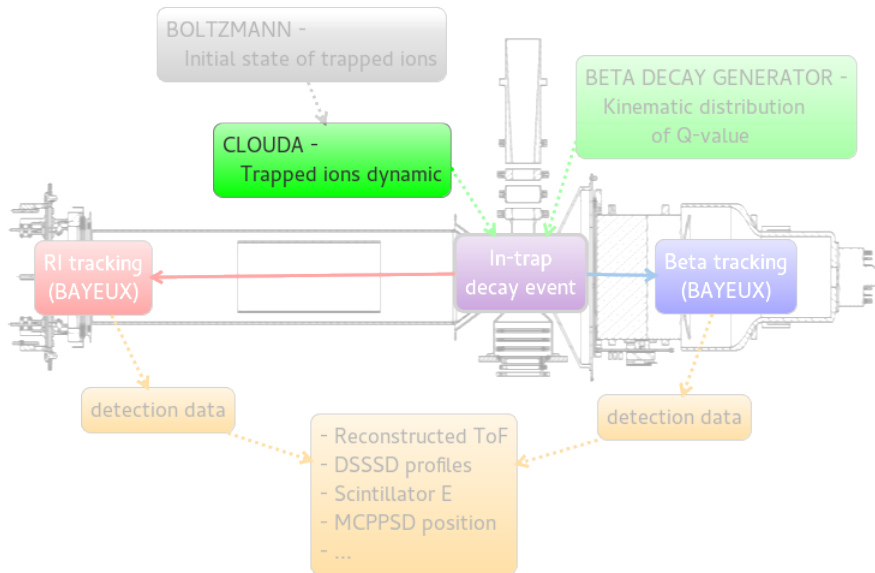 BOLTZMANN -
Initial state of trapped ions
BETA DECAY GENERATOR -
Kinematic distribution
of Q-value
CLOUDA -
Trapped ions dynamic
RI tracking
(BAYEUX)
In-trap
decay event
Beta tracking
(BAYEUX)
detection data
detection data
- Reconstructed ToF
- DSSSD profiles
- Scintillator E
- MCPPSD position
- ...